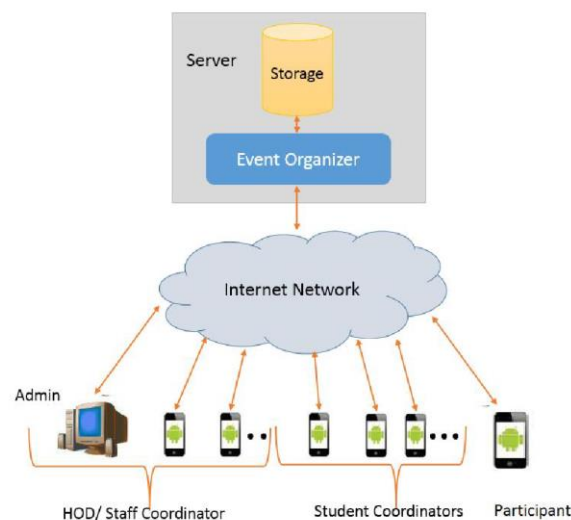 Server
Storage
Event Organizer
Internet Network
Admin
HOD/ Staff Coordinator
Student Coordinators
Participant